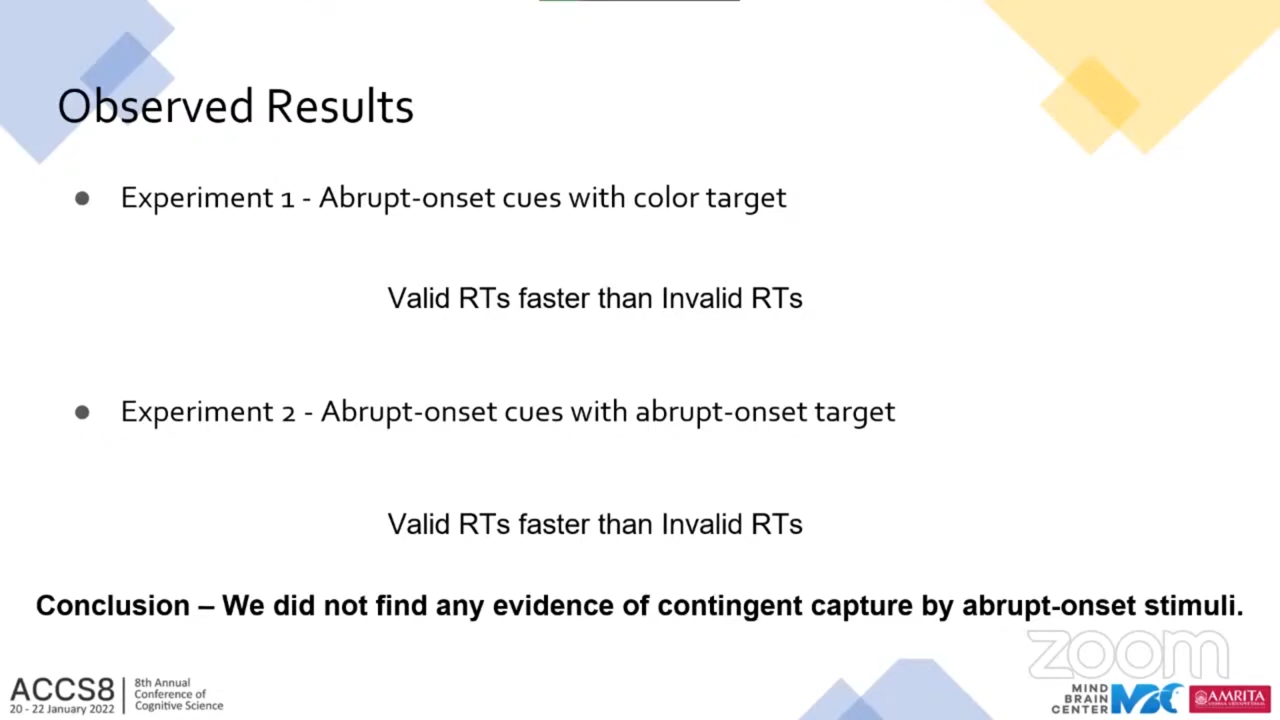 Observed Results
● Experiment 1 - Abrupt-onset cues with color target
Valid RTs faster than Invalid RTs
● Experiment 2 - Abrupt-onset cues with abrupt-onset target
Valid RTs faster than Invalid RTs
Conclusion – We did not find any evidence of contingent capture by abrupt-onset stimuli.
zoom
ACCS8
20 - 22 January 2022
8th Annual
Conference of
Cognitive Science
MIND
BRAIN
CENTER
MBC
AMRITA